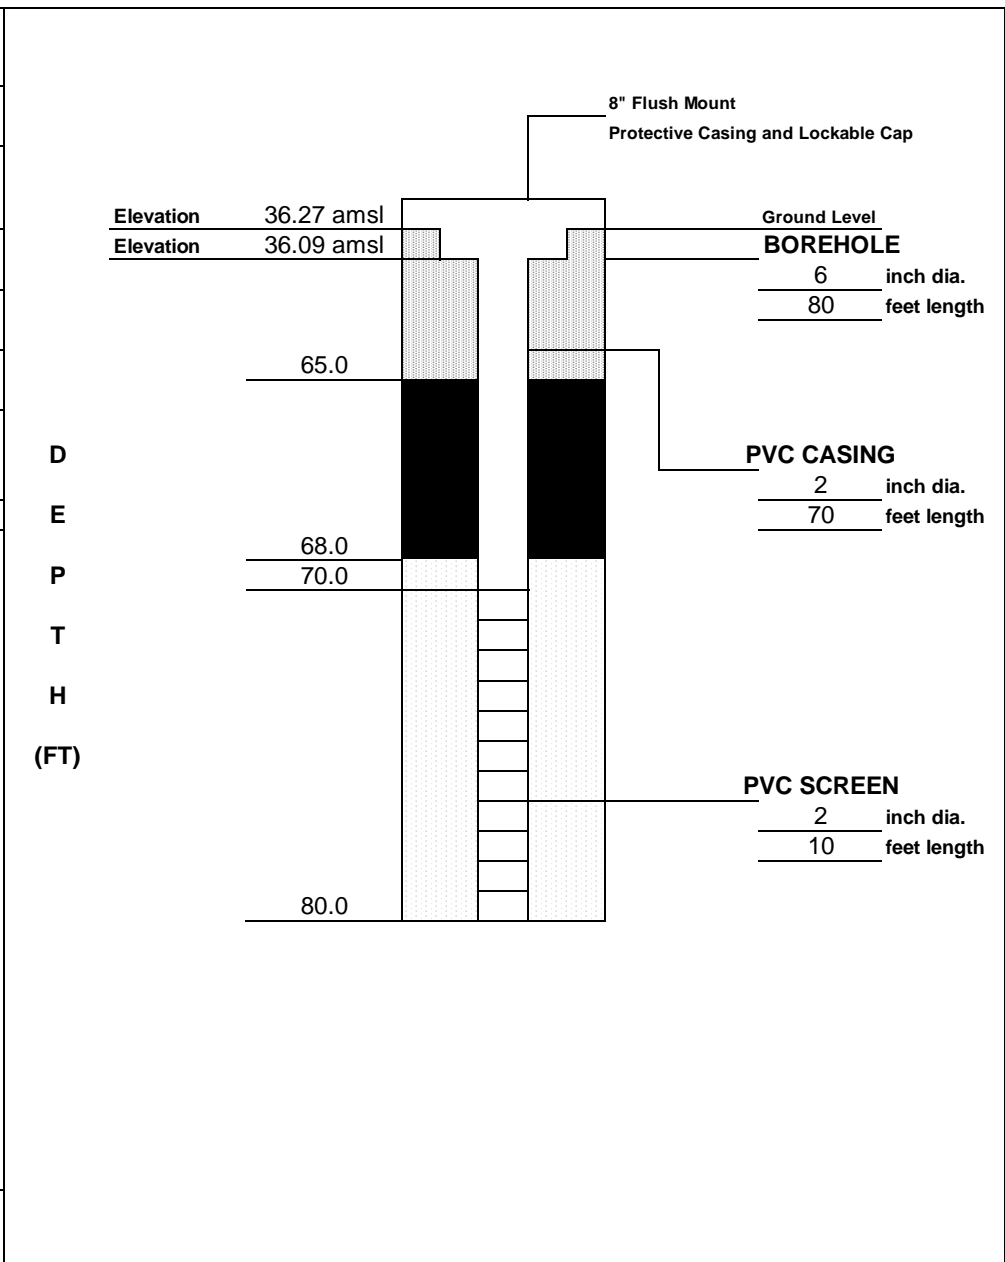 8" Flush Mount
Protective Casing and Lockable Cap
Elevation 36.27 amsl Ground Level
Elevation 36.09 amsl BOREHOLE
6 inch dia.
80 feet length
65.0
D PVC CASING
2 inch dia.
E 70 feet length
68.0
P 70.0
T
H
(FT)
PVC SCREEN
2 inch dia.
10 feet length
80.0